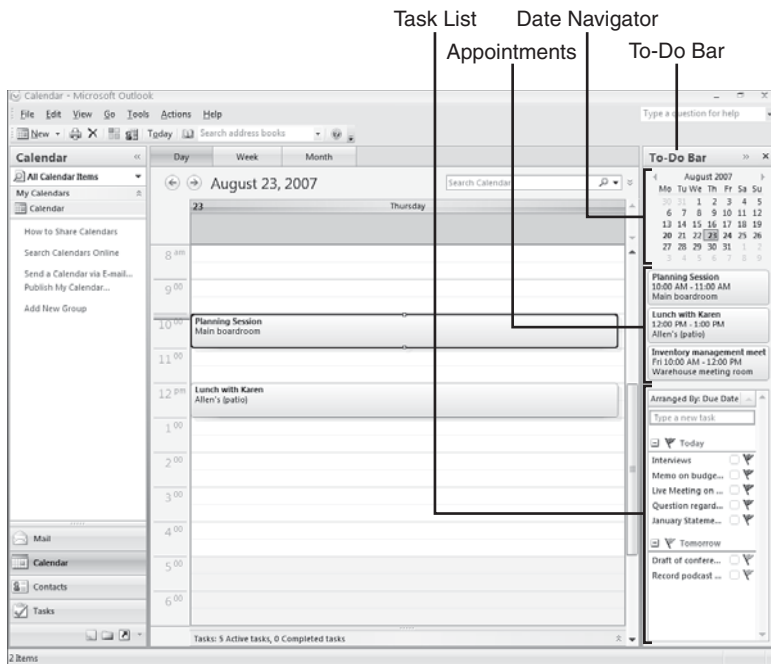 Task List
Date Navigator
Appointments
To-Do Bar
Calendar - Microsoft Outlook
File Edit View Go Tools Actions Help
Type a question for help
New
Today
Search address books
Calendar «
All Calendar Items
My Calendars
Calendar
How to Share Calendars
Search Calendars Online
Send a Calendar via E-mail...
Publish My Calendar...
Add New Group
Mail
Calendar
Contacts
Tasks
2 Items
Day Week Month
August 23, 2007
Search Calendar
23 Thursday
8 am
9 00
10 00
Planning Session
Main boardroom
11 00
12 pm
Lunch with Karen
Allen's (patio)
1 00
2 00
3 00
4 00
5 00
6 00
Tasks: 5 Active tasks, 0 Completed tasks
To-Do Bar » ×
August 2007
Mo Tu We Th Fr Sa Su
30 31 1 2 3 4 5
6 7 8 9 10 11 12
13 14 15 16 17 18 19
20 21 22 23 24 25 26
27 28 29 30 31 1 2
3 4 5 6 7 8 9
Planning Session
10:00 AM - 11:00 AM
Main boardroom
Lunch with Karen
12:00 PM - 1:00 PM
Allen's (patio)
Inventory management meet
Fri 10:00 AM - 12:00 PM
Warehouse meeting room
Arranged By: Due Date
Type a new task
Today
Interviews
Memo on budge...
Live Meeting on ...
Question regard...
January Stateme...
Tomorrow
Draft of confere...
Record podcast ...